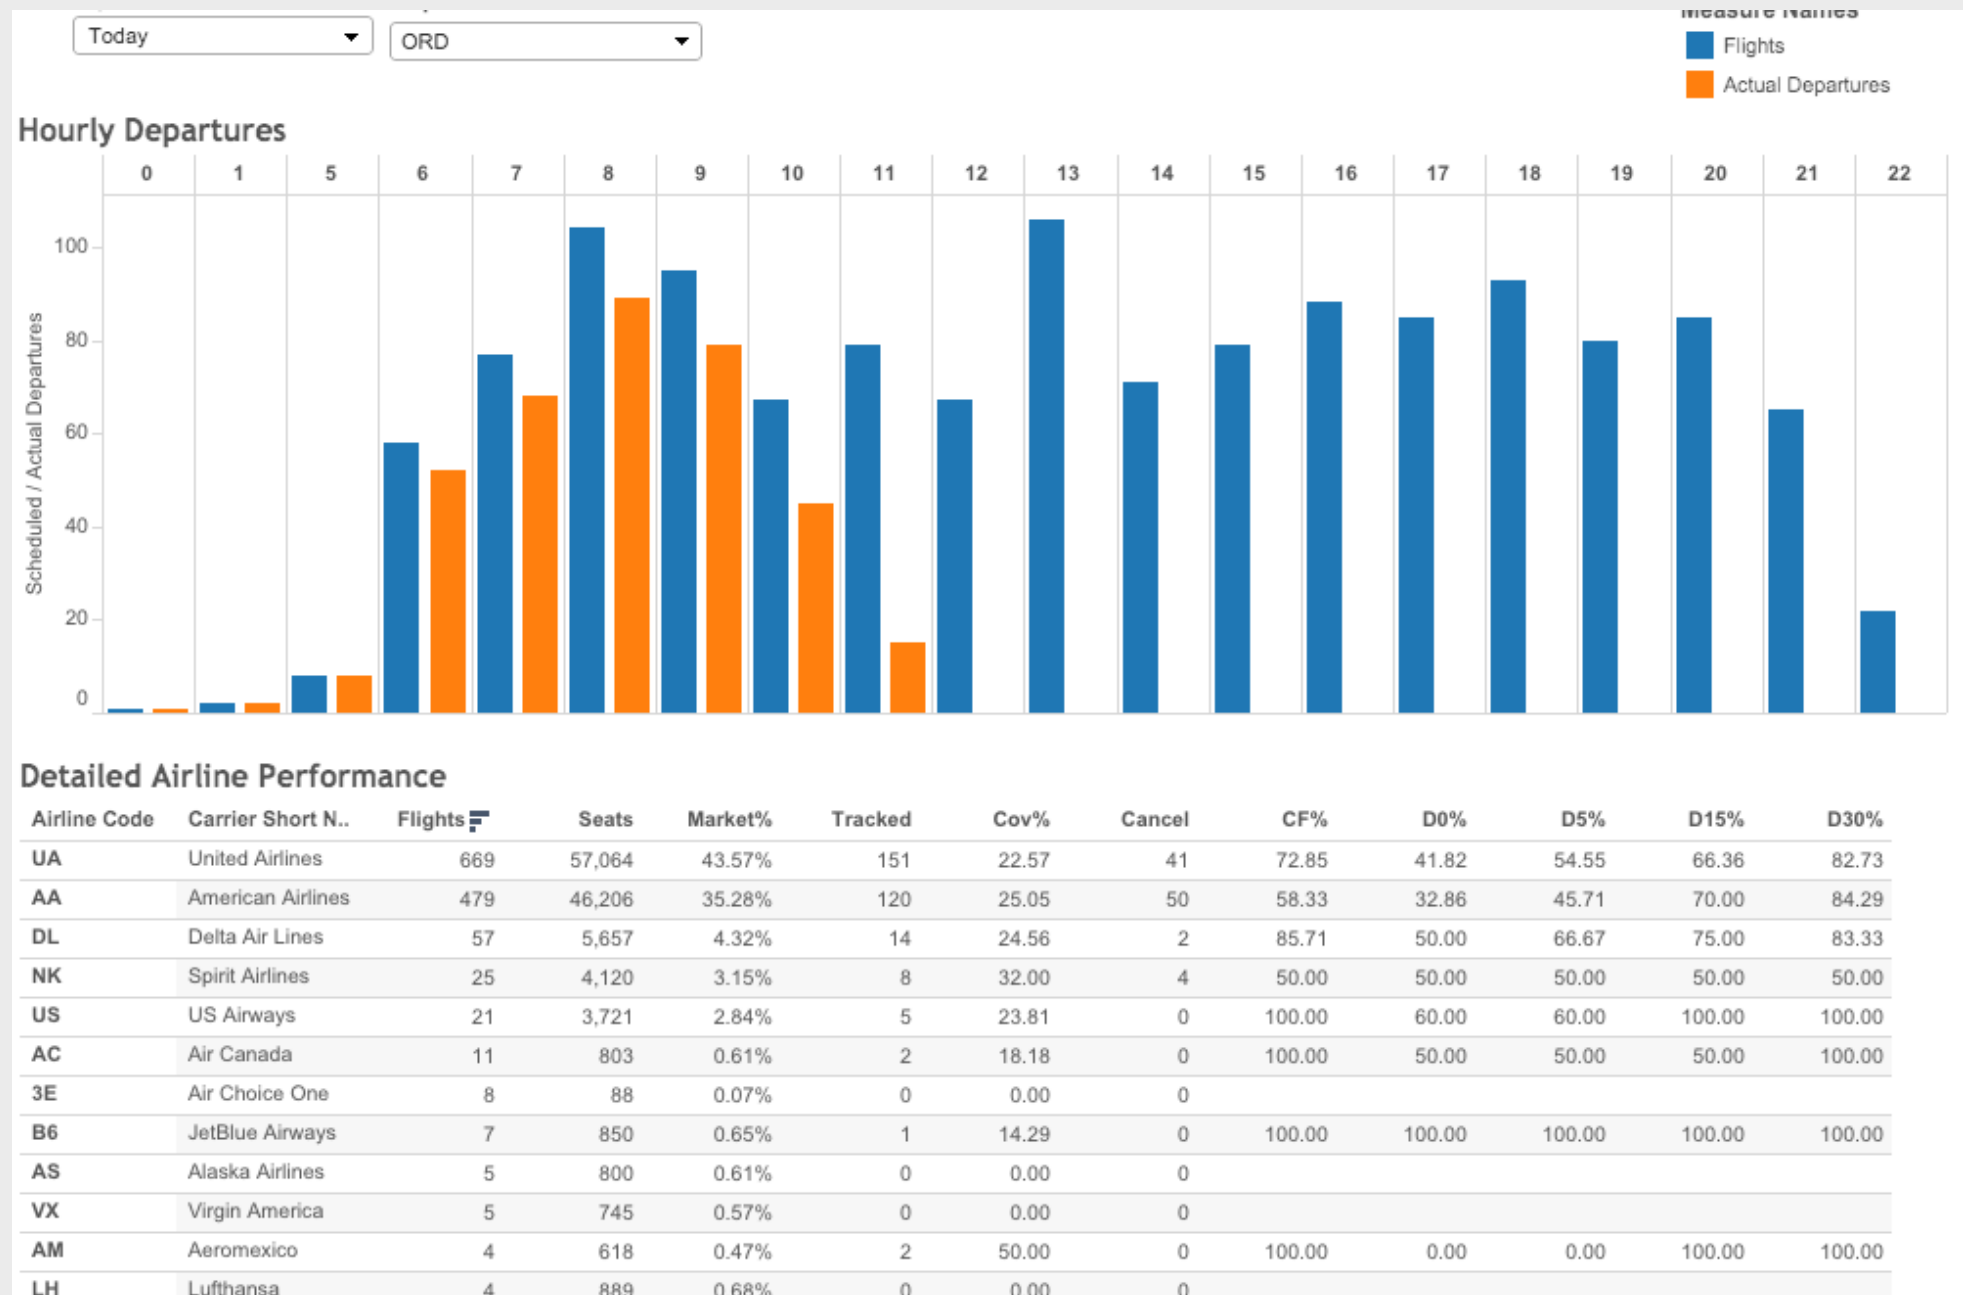 Measure Names
Today
ORD
Flights
Actual Departures
Hourly Departures
0 1 5 6 7 8 9 10 11 12 13 14 15 16 17 18 19 20 21 22
Scheduled / Actual Departures
100
80
60
40
20
0
Detailed Airline Performance
Airline Code Carrier Short N.. Flights Seats Market% Tracked Cov% Cancel CF% D0% D5% D15% D30%
UA United Airlines 669 57,064 43.57% 151 22.57 41 72.85 41.82 54.55 66.36 82.73
AA American Airlines 479 46,206 35.28% 120 25.05 50 58.33 32.86 45.71 70.00 84.29
DL Delta Air Lines 57 5,657 4.32% 14 24.56 2 85.71 50.00 66.67 75.00 83.33
NK Spirit Airlines 25 4,120 3.15% 8 32.00 4 50.00 50.00 50.00 50.00 50.00
US US Airways 21 3,721 2.84% 5 23.81 0 100.00 60.00 60.00 100.00 100.00
AC Air Canada 11 803 0.61% 2 18.18 0 100.00 50.00 50.00 50.00 100.00
3E Air Choice One 8 88 0.07% 0 0.00 0
B6 JetBlue Airways 7 850 0.65% 1 14.29 0 100.00 100.00 100.00 100.00 100.00
AS Alaska Airlines 5 800 0.61% 0 0.00 0
VX Virgin America 5 745 0.57% 0 0.00 0
AM Aeromexico 4 618 0.47% 2 50.00 0 100.00 0.00 0.00 100.00 100.00
LH Lufthansa 4 889 0.68% 0 0.00 0